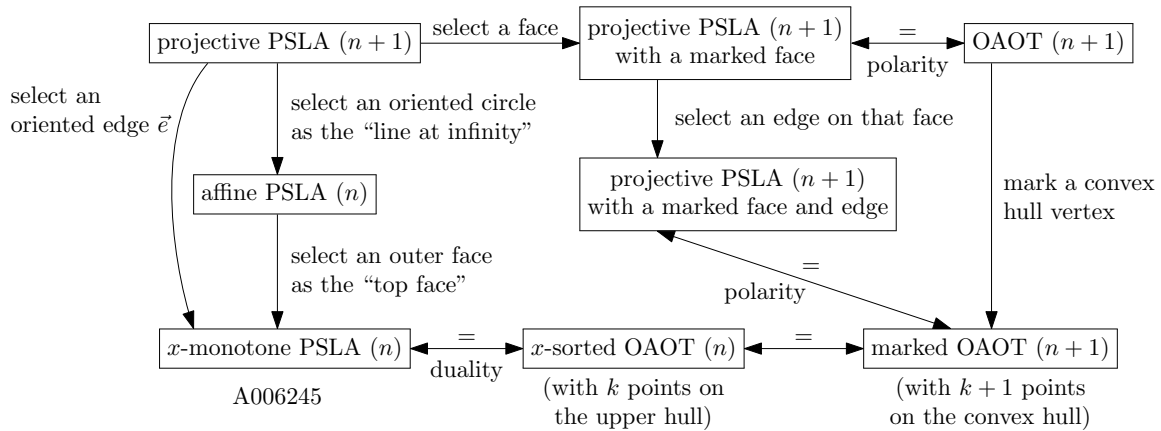 projective PSLA (n + 1)
select a face
projective PSLA (n + 1)
with a marked face
=
polarity
OAOT (n + 1)
select an
oriented edge e⃗
select an oriented circle
as the “line at infinity”
select an edge on that face
affine PSLA (n)
projective PSLA (n + 1)
with a marked face and edge
mark a convex
hull vertex
select an outer face
as the “top face”
=
polarity
x-monotone PSLA (n)
=
duality
x-sorted OAOT (n)
=
marked OAOT (n + 1)
A006245
(with k points on
the upper hull)
(with k + 1 points
on the convex hull)